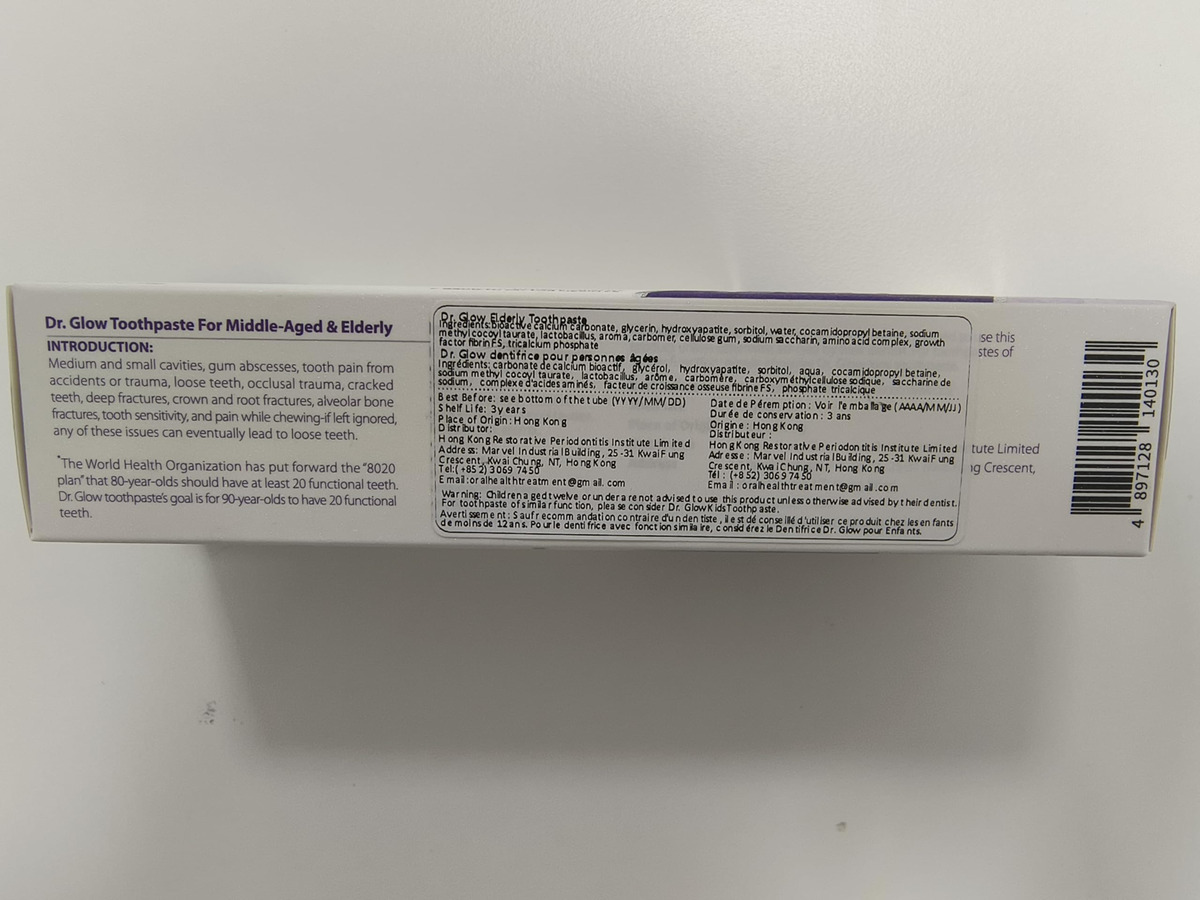 Dr. Glow Toothpaste For Middle-Aged & Elderly
INTRODUCTION:
Medium and small cavities, gum abscesses, tooth pain from
accidents or trauma, loose teeth, occlusal trauma, cracked
teeth, deep fractures, crown and root fractures, alveolar bone
fractures, tooth sensitivity, and pain while chewing-if left ignored,
any of these issues can eventually lead to loose teeth.
*The World Health Organization has put forward the "8020
plan" that 80-year-olds should have at least 20 functional teeth.
Dr. Glow toothpaste's goal is for 90-year-olds to have 20 functional
teeth.
Dr. Glow Elderly Toothpaste
Ingredients:bioactive calcium carbonate, glycerin, hydroxyapatite, sorbitol, water, cocamidopropyl betaine, sodium
methyl cocoyl taurate, lactobacillus, aroma, carbomer, cellulose gum, sodium saccharin, amino acid complex, growth
factor fibrin FS, tricalcium phosphate
Dr. Glow dentifrice pour personnes âgées
Ingrédients: carbonate de calcium bioactif, glycérol, hydroxyapatite, sorbitol, aqua, cocamidopropyl betaine,
sodium methyl cocoyl taurate, lactobacillus, arôme, carbomère, carboxyméthylcellulose sodique, saccharine de
sodium, complexe d'acides aminés, facteur de croissance osseuse fibrine FS, phosphate tricalcique
Best Before: see bottom of the tube (YYYY/MM/DD)
Shelf Life: 3 years
Place of Origin: Hong Kong
Distributor:
Hong Kong Restorative Periodontitis Institute Limited
Address: Marvel Industrial Building, 25-31 Kwai Fung
Crescent, Kwai Chung, NT, Hong Kong
Tel:(+852) 3069 7450
Email:oralhealthtreatment@gmail.com
Date de Péremption : Voir l'emballage (AAAA/MM/JJ)
Durée de conservation : 3 ans
Origine : Hong Kong
Distributeur :
Hong Kong Restorative Periodontitis Institute Limited
Adresse : Marvel Industrial Building, 25-31 Kwai Fung
Crescent, Kwai Chung, NT, Hong Kong
Tél : (+852) 3069 7450
Email : orahealthtreatment@gmail.com
Warning: Children aged twelve or under are not advised to use this product unless otherwise advised by their dentist.
For toothpaste of similar function, please consider Dr. Glow Kids Toothpaste.
Avertissement : Sauf recommandation contraire d'un dentiste, il est déconseillé d'utiliser ce produit chez les enfants
de moins de 12 ans. Pour le dentifrice avec fonction similaire, considérez le Dentifrice Dr. Glow pour Enfants.
use this
stes of
tute Limited
ng Crescent,
4 897128 140130